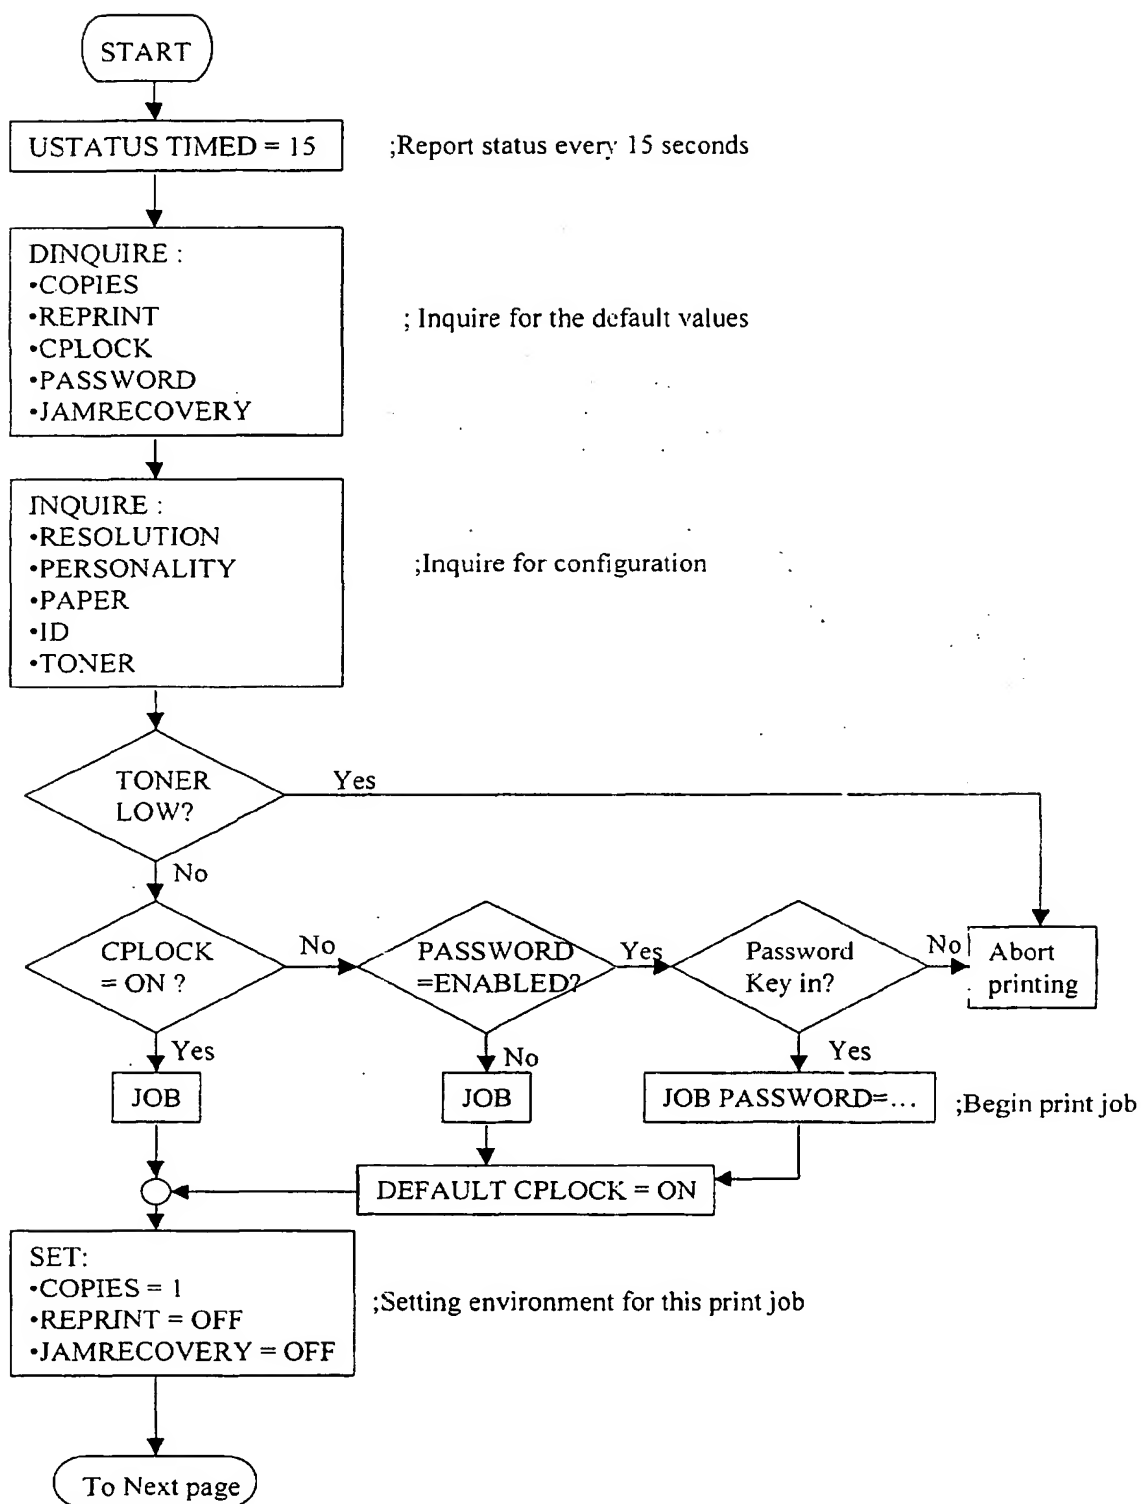 START
USTATUS TIMED = 15
;Report status every 15 seconds
DINQUIRE :
•COPIES
•REPRINT
•CPLOCK
•PASSWORD
•JAMRECOVERY
; Inquire for the default values
INQUIRE :
•RESOLUTION
•PERSONALITY
•PAPER
•ID
•TONER
;Inquire for configuration
TONER
LOW?
Yes
No
CPLOCK
= ON ?
No
PASSWORD
=ENABLED?
Yes
Password
Key in?
No
Abort
printing
Yes
No
Yes
JOB
JOB
JOB PASSWORD=...
;Begin print job
DEFAULT CPLOCK = ON
SET:
•COPIES = 1
•REPRINT = OFF
•JAMRECOVERY = OFF
;Setting environment for this print job
To Next page